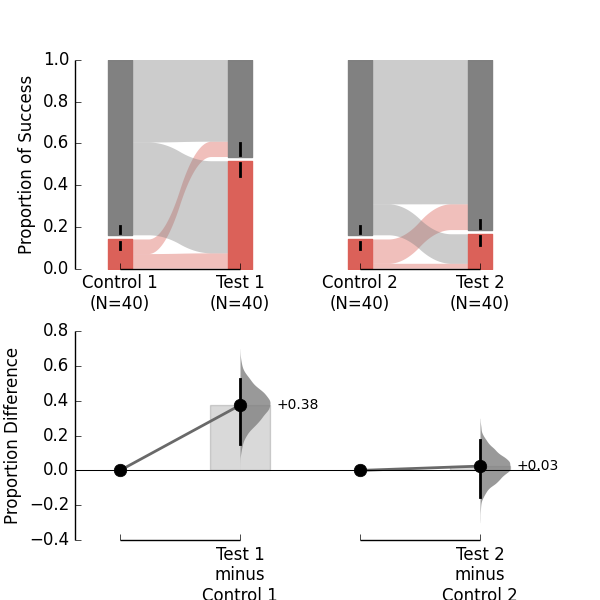 Proportion of Success
1.0
0.8
0.6
0.4
0.2
0.0
Control 1
(N=40)
Test 1
(N=40)
Control 2
(N=40)
Test 2
(N=40)
Proportion Difference
0.8
0.6
0.4
0.2
0.0
−0.2
−0.4
+0.38
+0.03
Test 1
minus
Control 1
Test 2
minus
Control 2